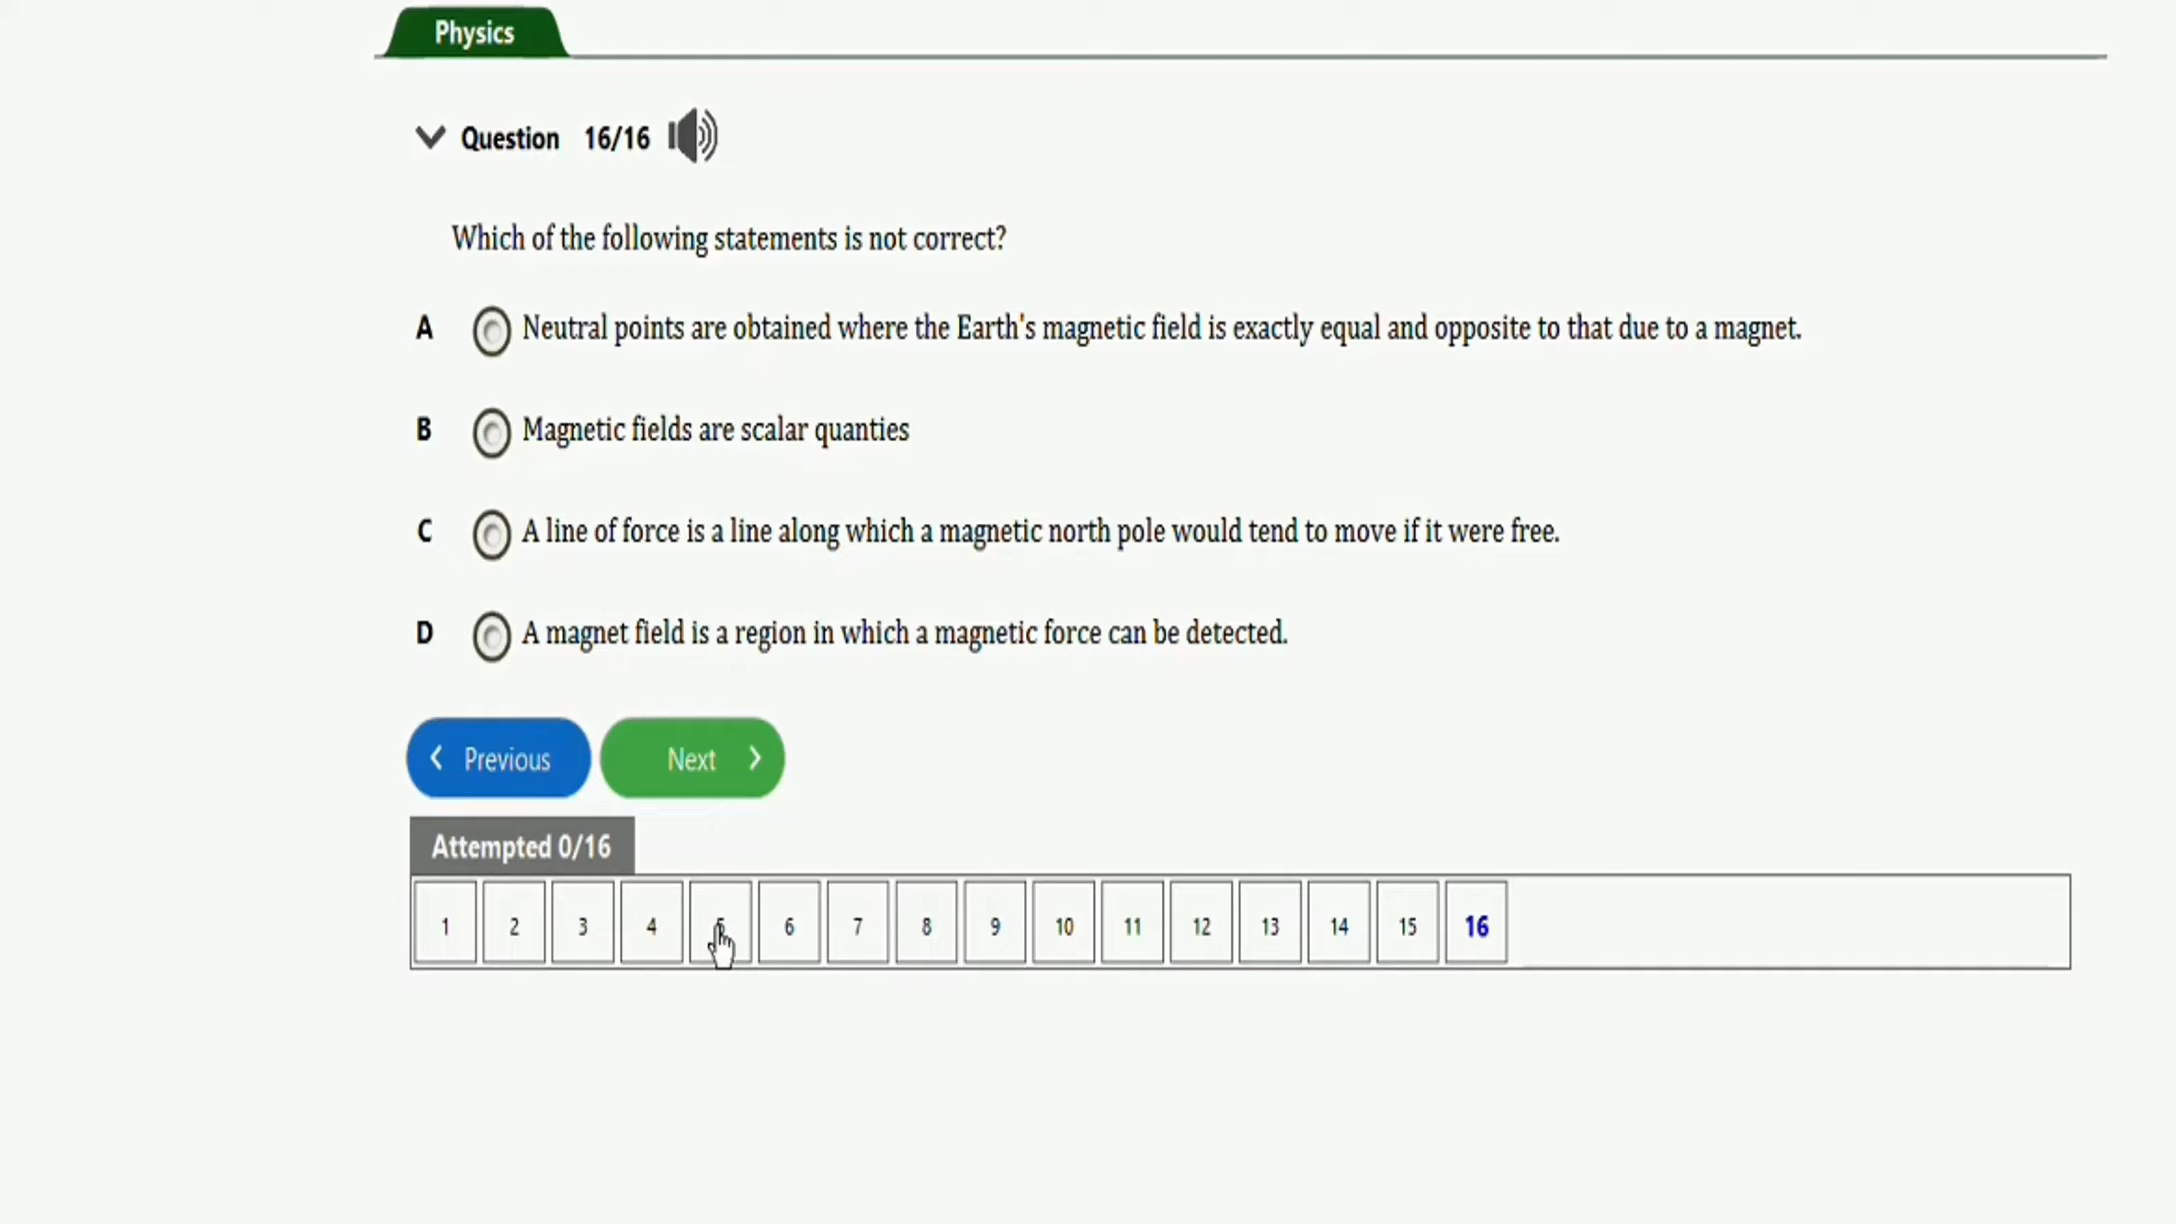 Physics
Question 16/16
Which of the following statements is not correct?
A Neutral points are obtained where the Earth's magnetic field is exactly equal and opposite to that due to a magnet.
B Magnetic fields are scalar quanties
C A line of force is a line along which a magnetic north pole would tend to move if it were free.
D A magnet field is a region in which a magnetic force can be detected.
Previous Next
Attempted 0/16
1 2 3 4 5 6 7 8 9 10 11 12 13 14 15 16